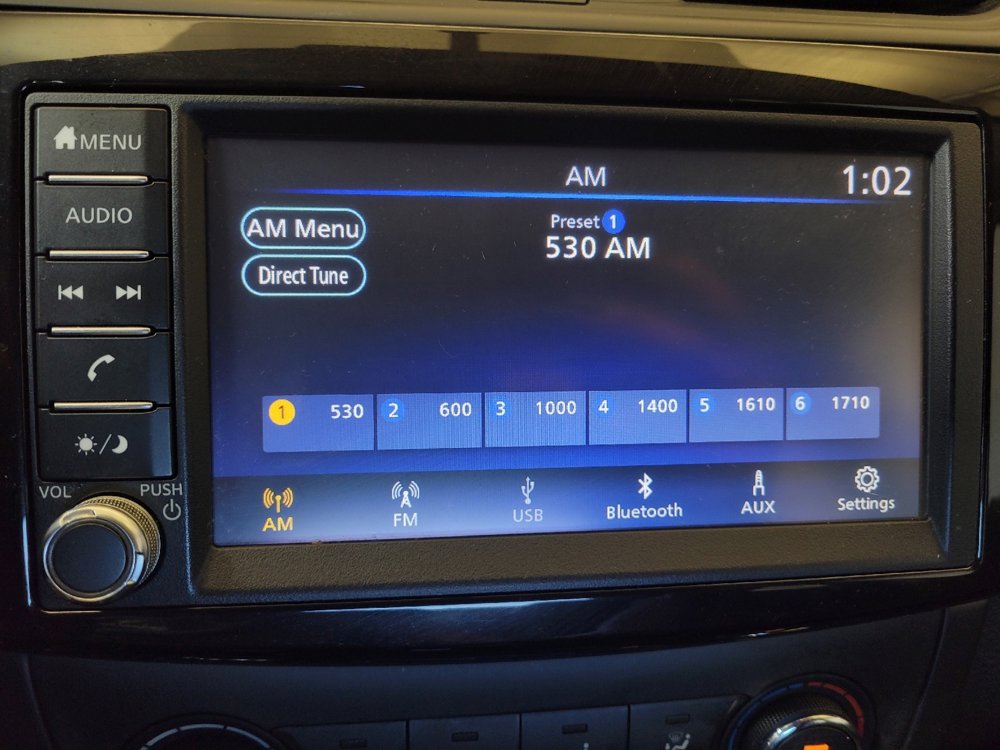 MENU
AUDIO
VOL
PUSH
AM
1:02
AM Menu
Direct Tune
Preset 1
530 AM
1 530
2 600
3 1000
4 1400
5 1610
6 1710
AM
FM
USB
Bluetooth
AUX
Settings